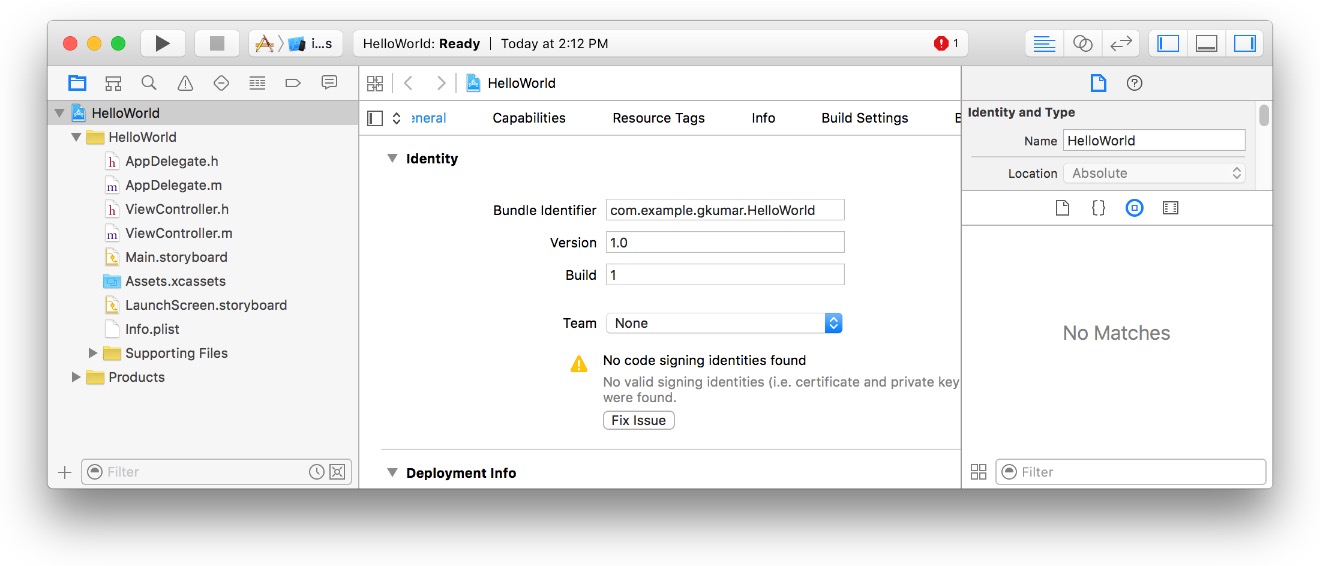 i...s
HelloWorld: Ready | Today at 2:12 PM
1
HelloWorld
HelloWorld
h AppDelegate.h
m AppDelegate.m
h ViewController.h
m ViewController.m
Main.storyboard
Assets.xcassets
LaunchScreen.storyboard
Info.plist
Supporting Files
Products
Filter
HelloWorld
eneral Capabilities Resource Tags Info Build Settings B
Identity
Bundle Identifier com.example.gkumar.HelloWorld
Version 1.0
Build 1
Team None
No code signing identities found
No valid signing identities (i.e. certificate and private key
were found.
Fix Issue
Deployment Info
Identity and Type
Name HelloWorld
Location Absolute
{}
No Matches
Filter